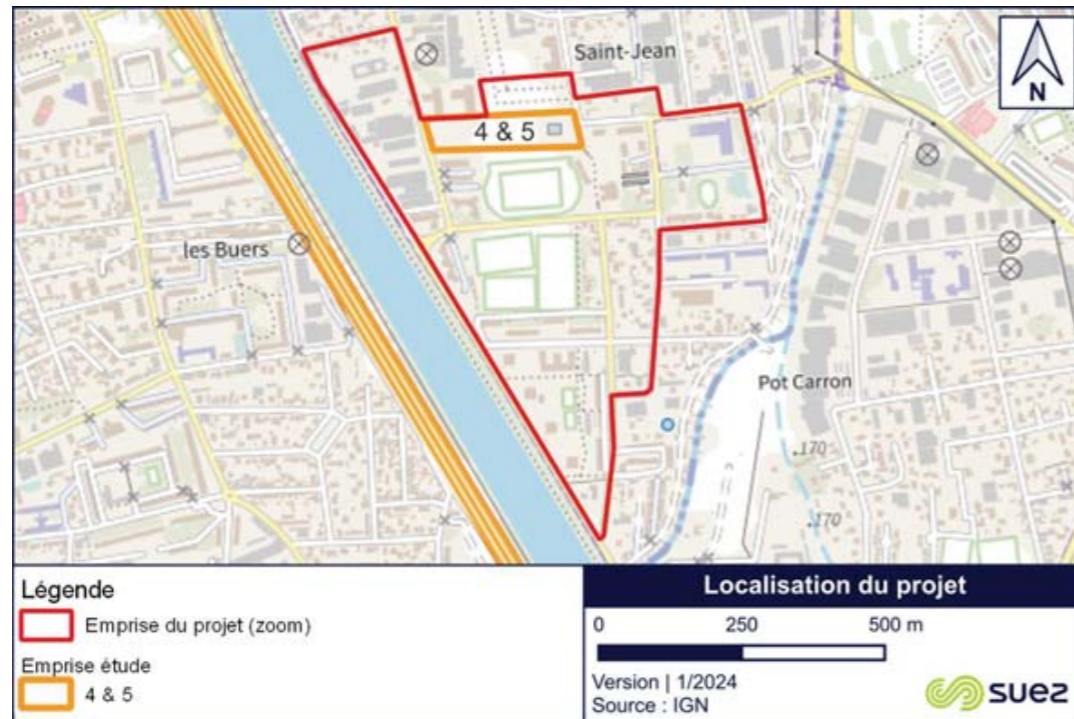 Saint-Jean
N
4 & 5
les Buers
Pot Carron
170
170
Légende
Emprise du projet (zoom)
Emprise étude
4 & 5
Localisation du projet
0 250 500 m
Version | 1/2024
Source : IGN
suez